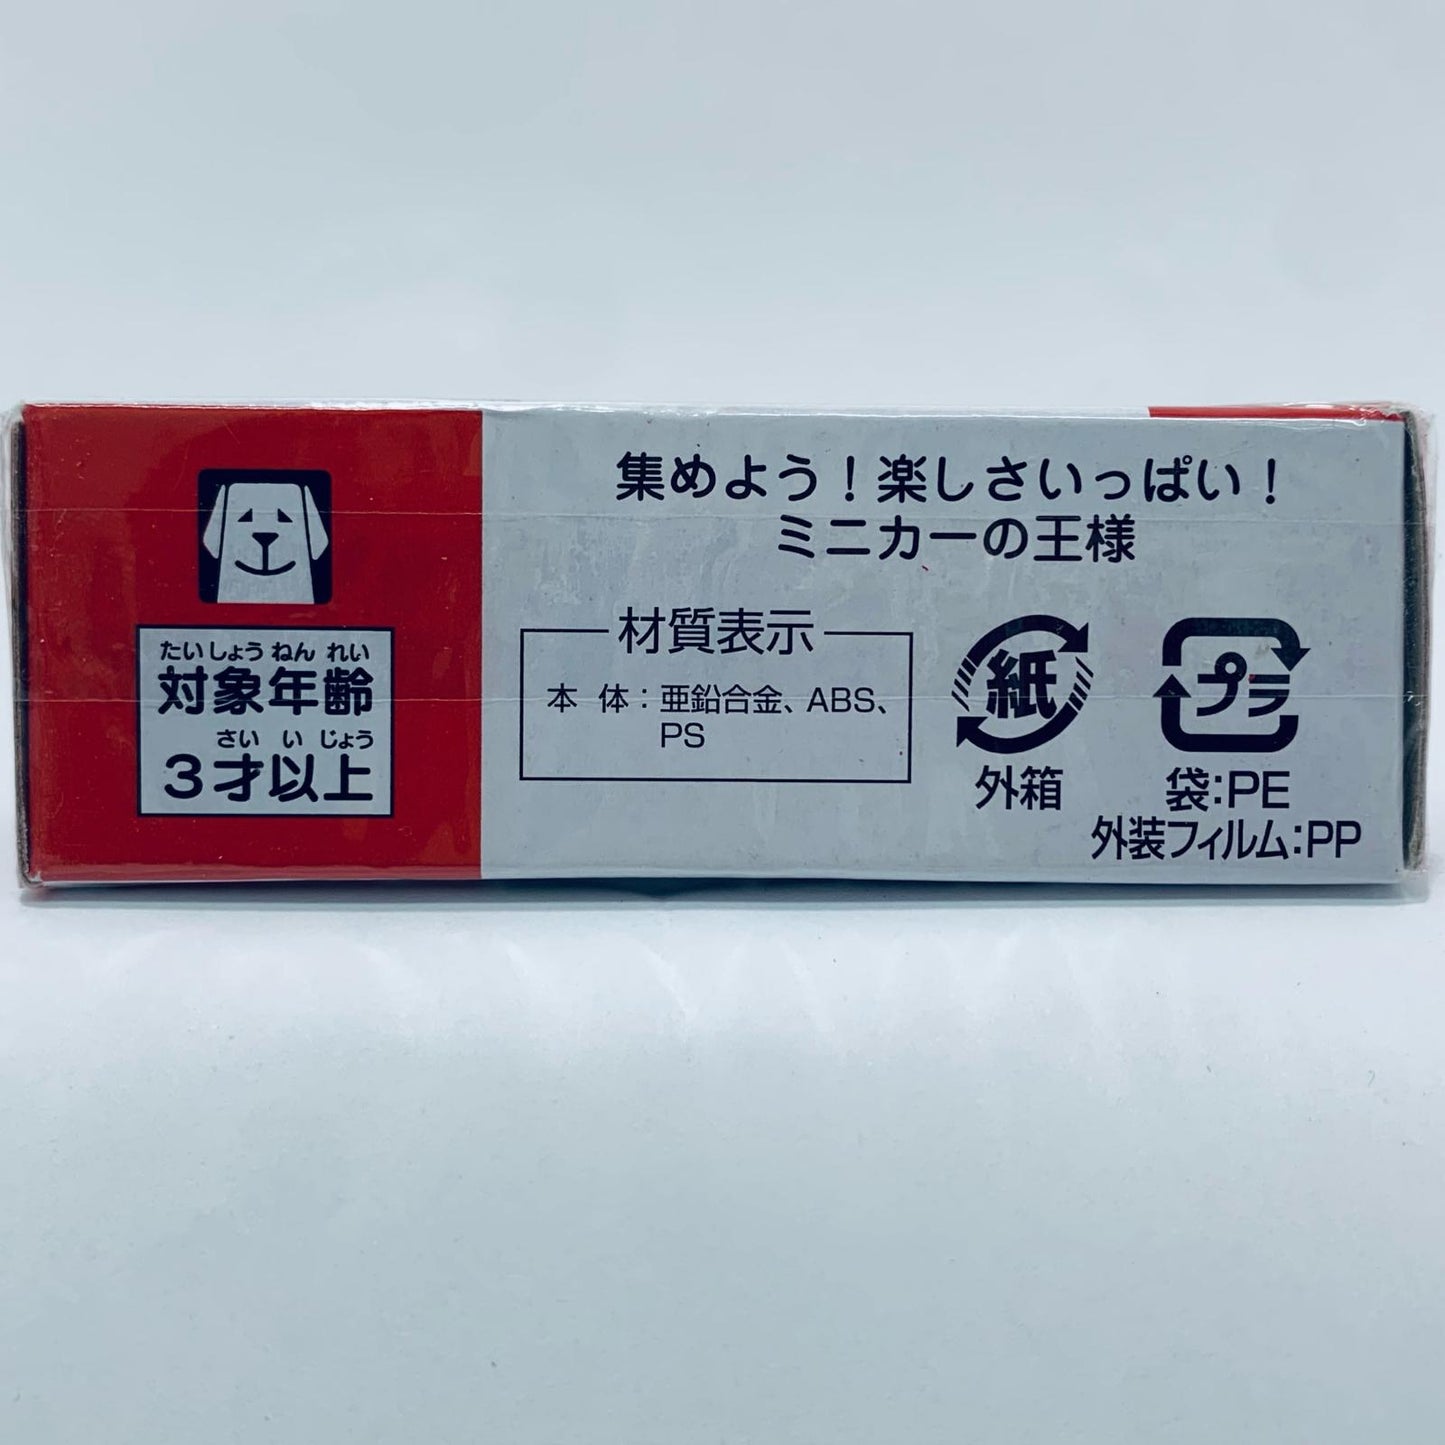 集めよう!楽しさいっぱい!
ミニカーの王様
たいしょうねんれい
対象年齢
さいいじょう
3才以上
材質表示
本体:亜鉛合金、ABS、
PS
紙
外箱
プラ
袋:PE
外装フィルム:PP